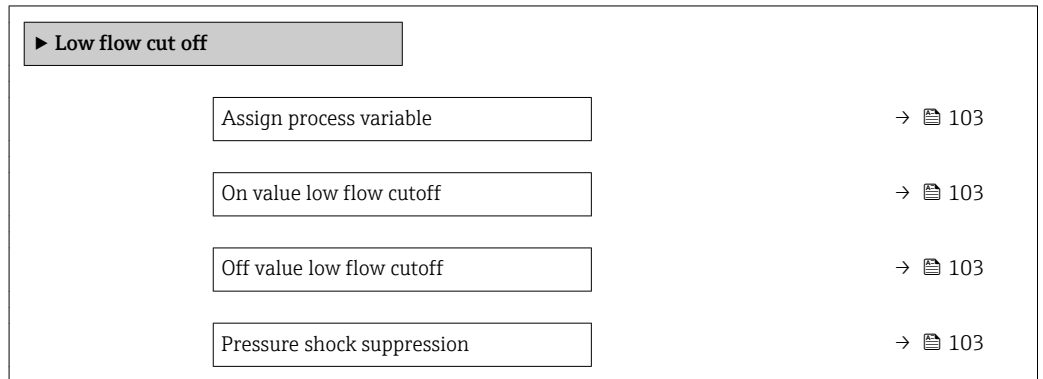 ► Low flow cut off
Assign process variable → 103
On value low flow cutoff → 103
Off value low flow cutoff → 103
Pressure shock suppression → 103